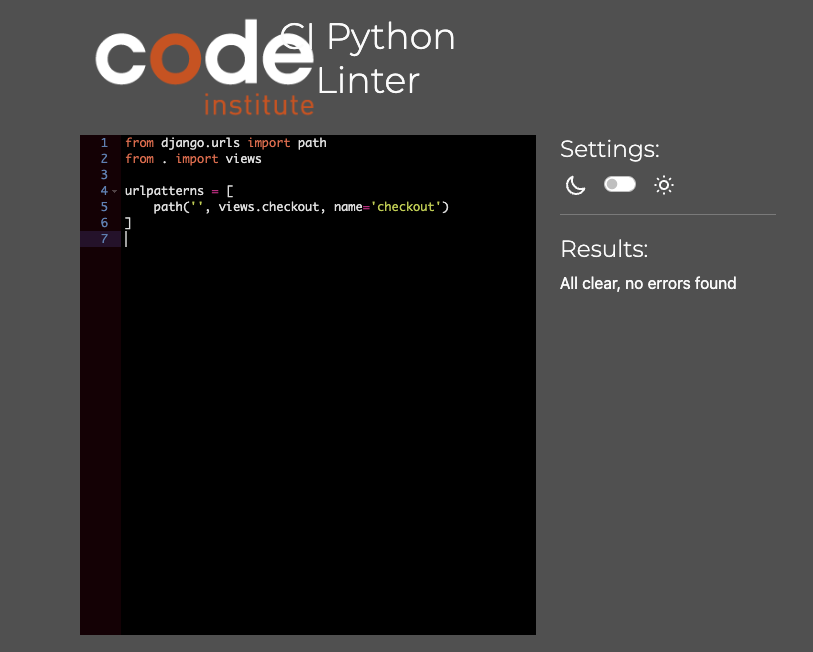 code
institute
CI Python
Linter
1 from django.urls import path
2 from . import views
3
4 urlpatterns = [
5     path('', views.checkout, name='checkout')
6 ]
7
Settings:
Results:
All clear, no errors found